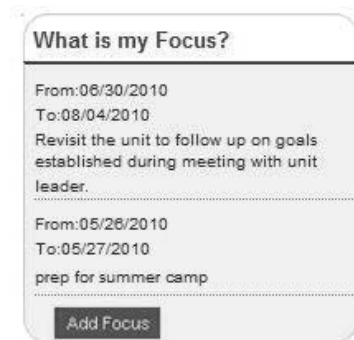 What is my Focus?
From:06/30/2010
To:08/04/2010
Revisit the unit to follow up on goals
established during meeting with unit
leader.
From:05/26/2010
To:05/27/2010
prep for summer camp
Add Focus